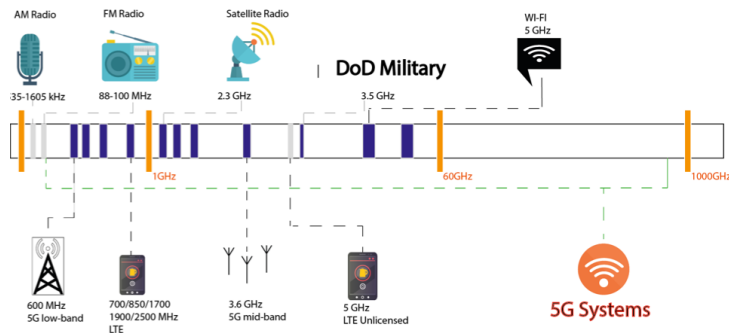 AM Radio
FM Radio
Satellite Radio
WI-FI
5 GHz
| DoD Military
535-1605 kHz
88-100 MHz
2.3 GHz
3.5 GHz
1GHz
60GHz
1000GHz
600 MHz
5G low-band
700/850/1700
1900/2500 MHz
LTE
3.6 GHz
5G mid-band
5 GHz
LTE Unlicensed
5G Systems